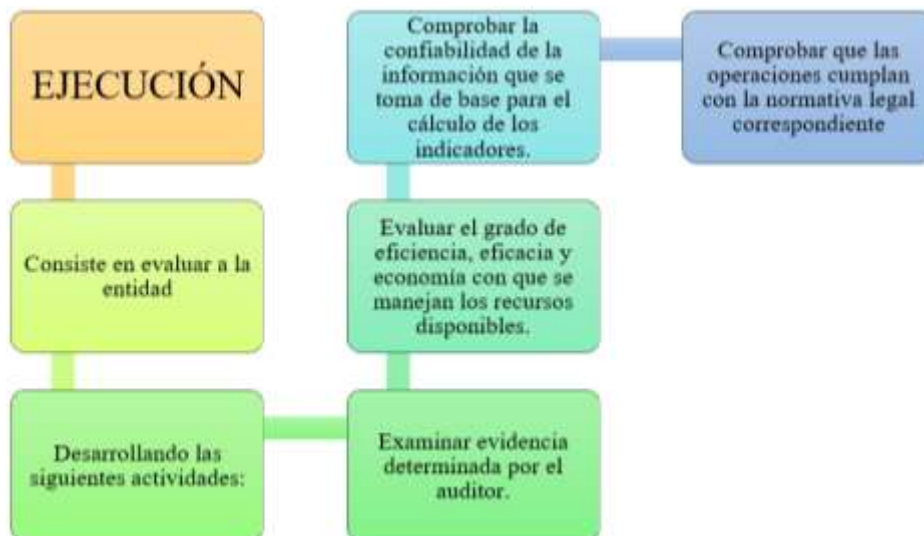 EJECUCIÓN
Consiste en evaluar a la
entidad
Desarrollando las
siguientes actividades:
Examinar evidencia
determinada por el
auditor.
Evaluar el grado de
eficiencia, eficacia y
economía con que se
manejan los recursos
disponibles.
Comprobar la
confiabilidad de la
información que se
toma de base para el
cálculo de los
indicadores.
Comprobar que las
operaciones cumplan
con la normativa legal
correspondiente